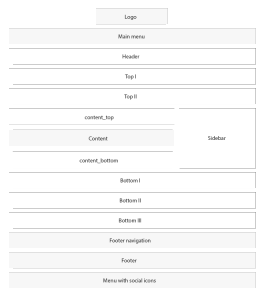 Logo
Main menu
Header
Top I
Top II
content_top
Content
Sidebar
content_bottom
Bottom I
Bottom II
Bottom III
Footer navigation
Footer
Menu with social icons